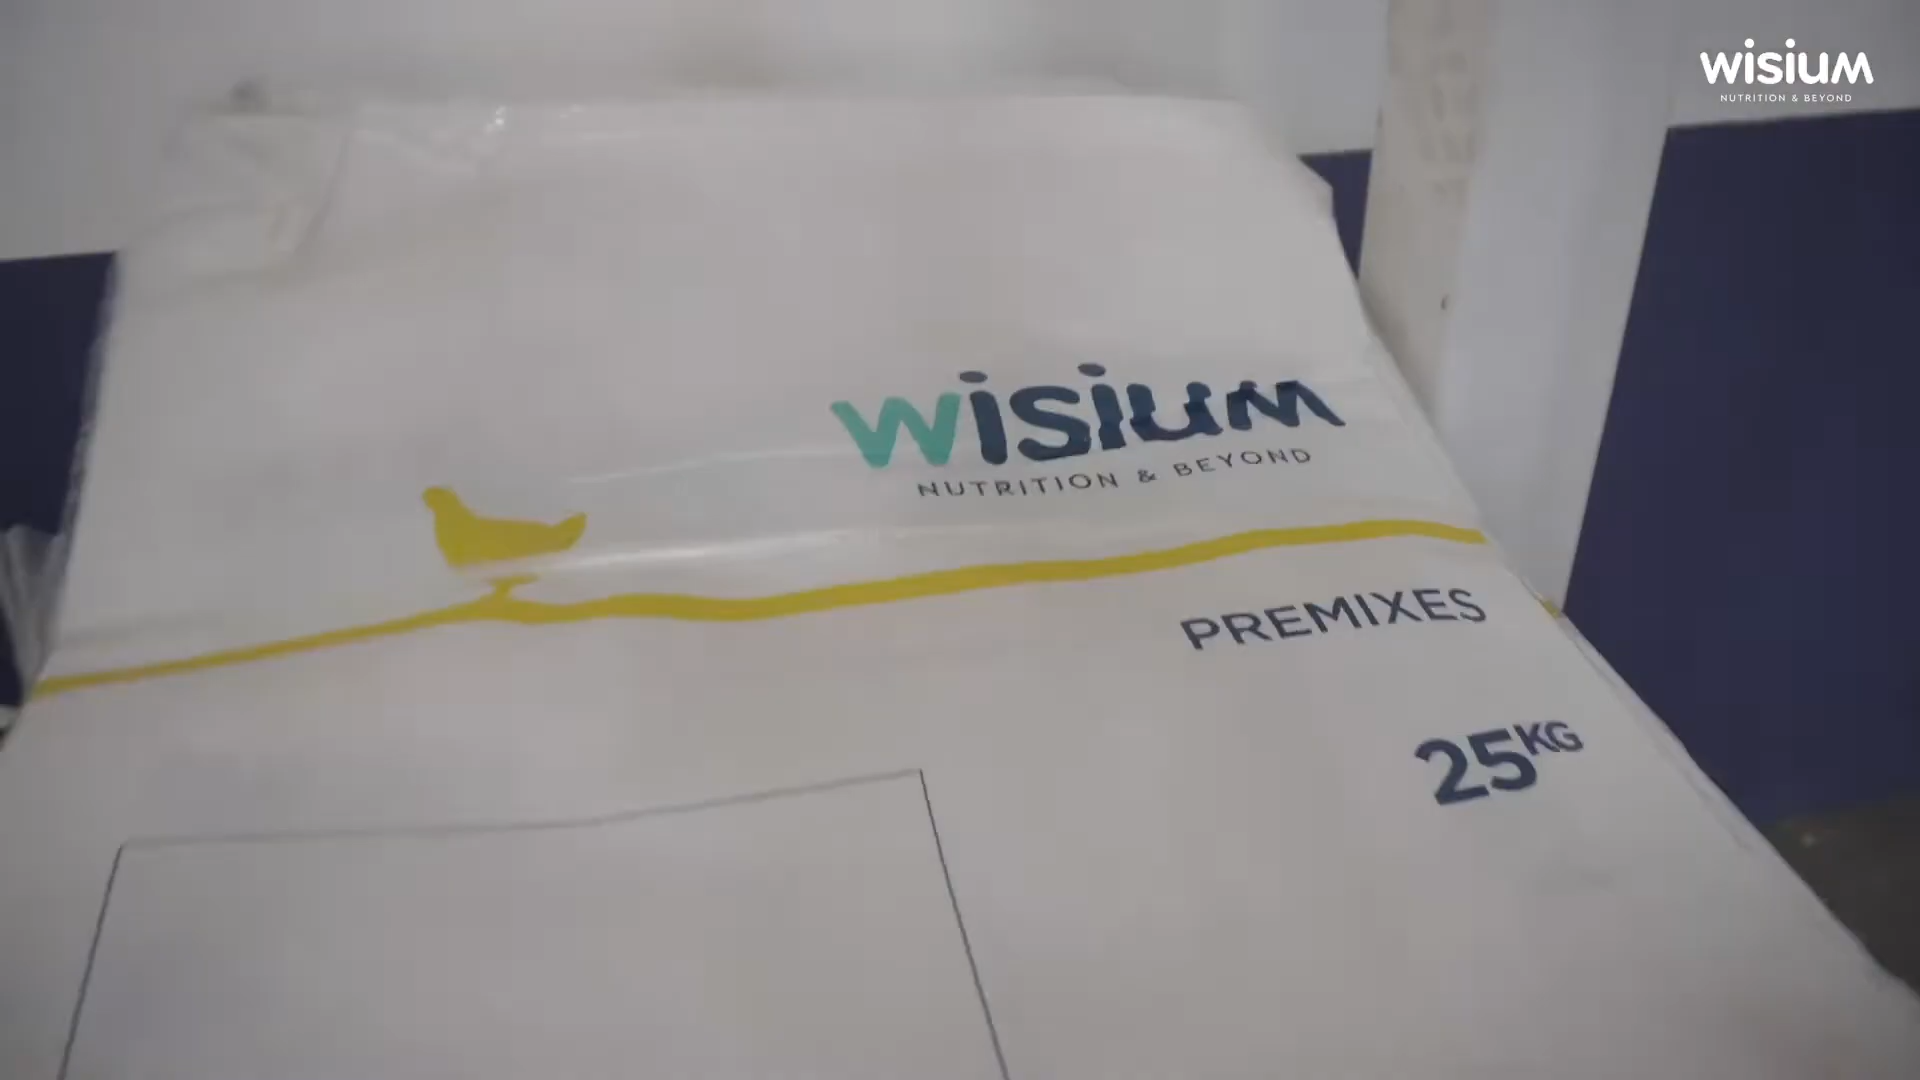 wisium
NUTRITION & BEYOND
wisium
NUTRITION & BEYOND
PREMIXES
25KG